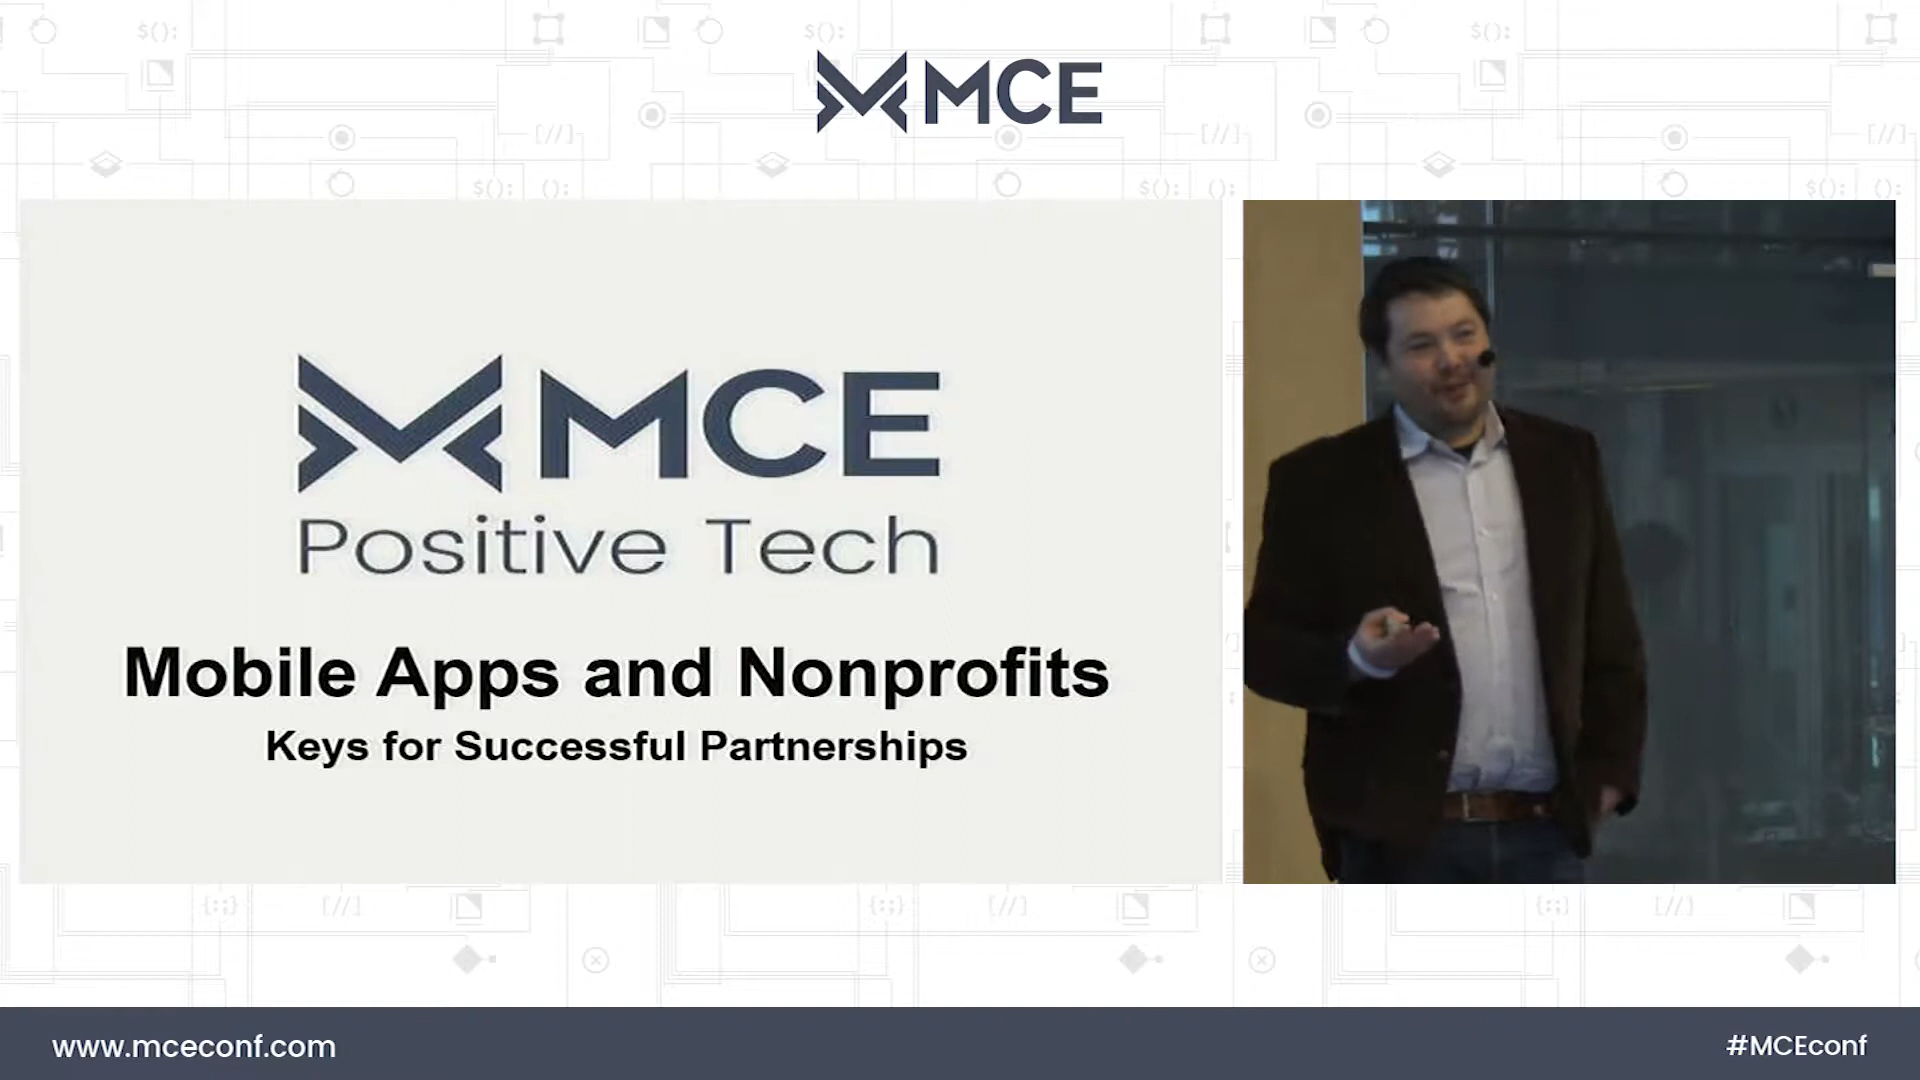 MCE
MCE
Positive Tech
Mobile Apps and Nonprofits
Keys for Successful Partnerships
www.mceconf.com
#MCEconf
$():
$():
$():
[//]
[//]
[//]
$(): ():
$(): ():
$(): ():
{:;}
[//]
{:;}
[//]
{:;}
[//]